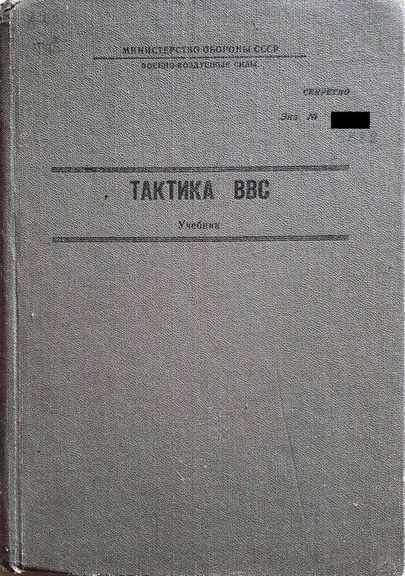 МИНИСТЕРСТВО ОБОРОНЫ СССР
ВОЕННО-ВОЗДУШНЫЕ СИЛЫ
СЕКРЕТНО
Экз. №
ТАКТИКА ВВС
Учебник